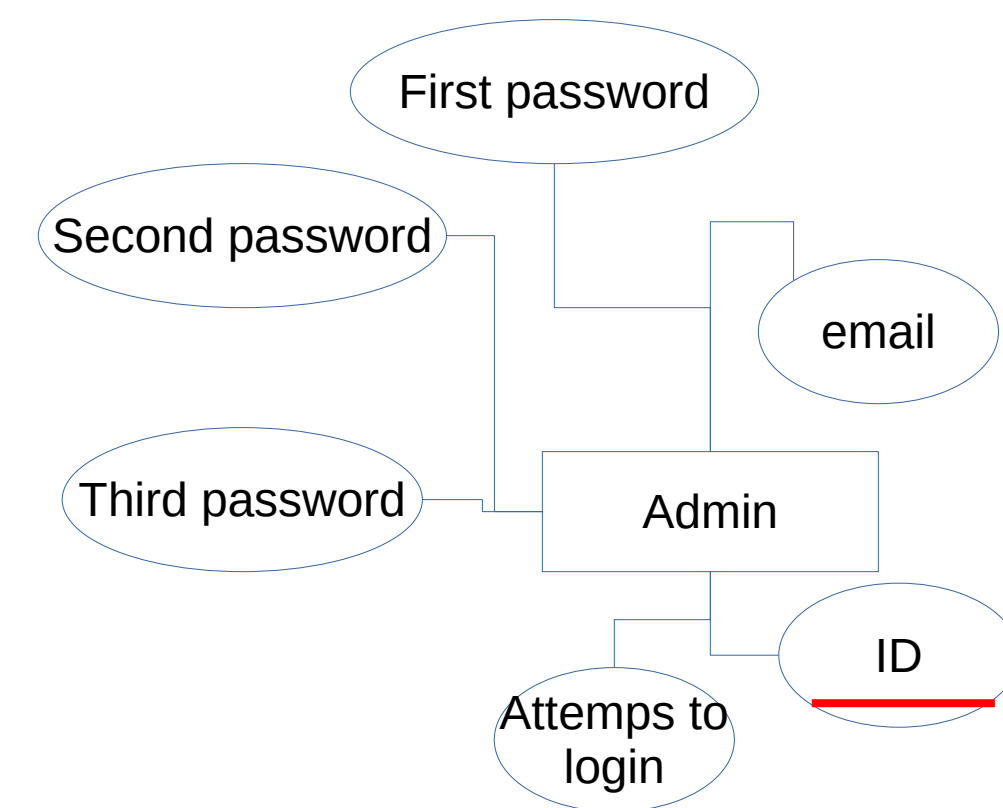 First password
Second password
email
Third password
Admin
ID
Attemps to
login